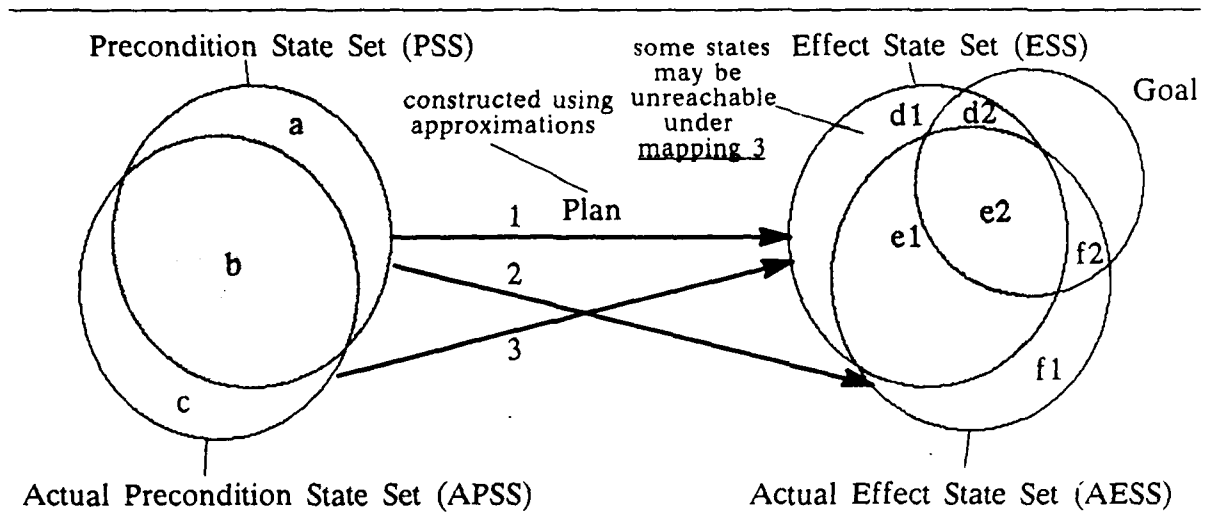 Precondition State Set (PSS)
some states
may be
unreachable
under
mapping 3
Effect State Set (ESS)
Goal
constructed using
approximations
Plan
a
b
c
1
2
3
d1
d2
e1
e2
f2
f1
Actual Precondition State Set (APSS)
Actual Effect State Set (AESS)